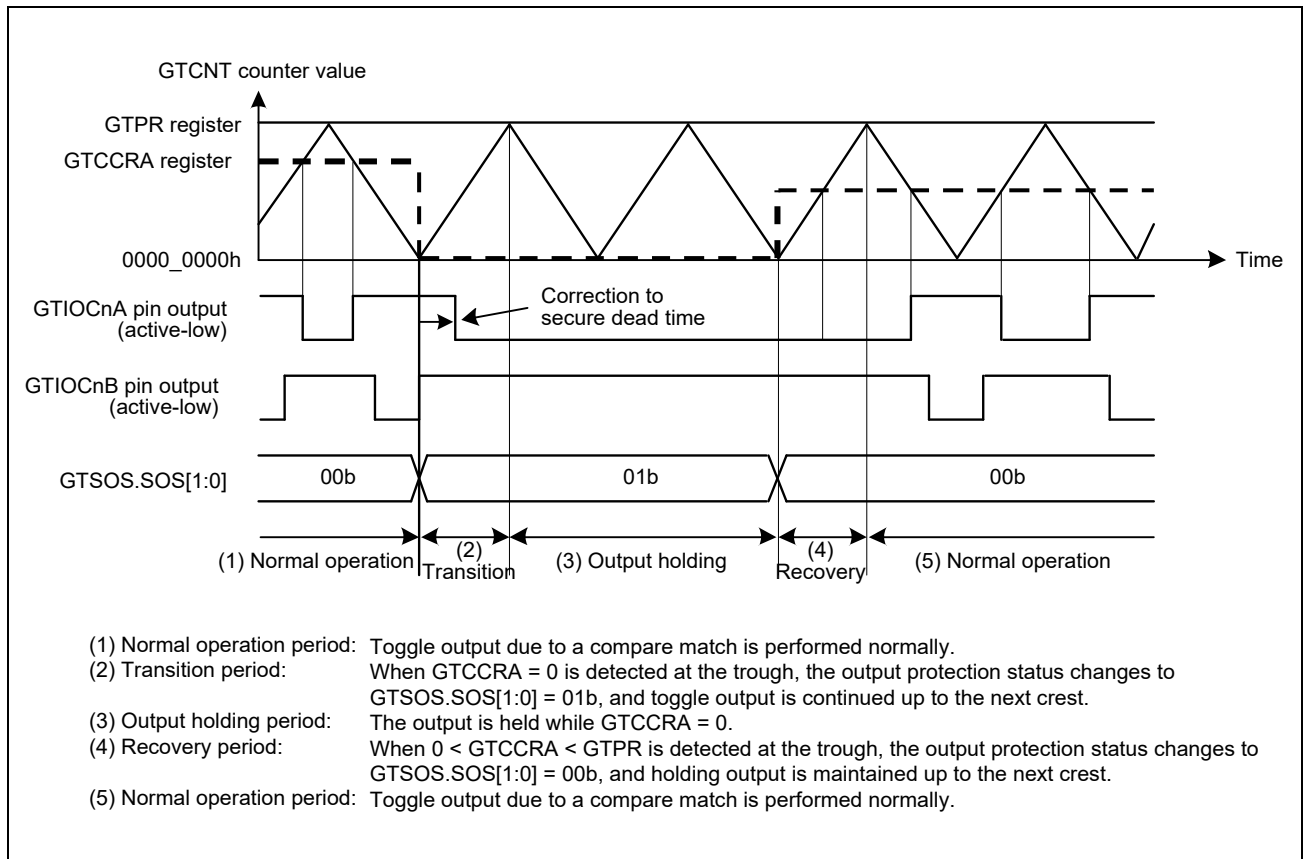 GTCNT counter value
GTPR register
GTCCRA register
0000_0000h
Time
GTIOCnA pin output
(active-low)
Correction to
secure dead time
GTIOCnB pin output
(active-low)
GTSOS.SOS[1:0]
00b
01b
00b
(1) Normal operation
(2)
Transition
(3) Output holding
(4)
Recovery
(5) Normal operation
(1) Normal operation period: Toggle output due to a compare match is performed normally.
(2) Transition period: When GTCCRA = 0 is detected at the trough, the output protection status changes to
GTSOS.SOS[1:0] = 01b, and toggle output is continued up to the next crest.
(3) Output holding period: The output is held while GTCCRA = 0.
(4) Recovery period: When 0 < GTCCRA < GTPR is detected at the trough, the output protection status changes to
GTSOS.SOS[1:0] = 00b, and holding output is maintained up to the next crest.
(5) Normal operation period: Toggle output due to a compare match is performed normally.